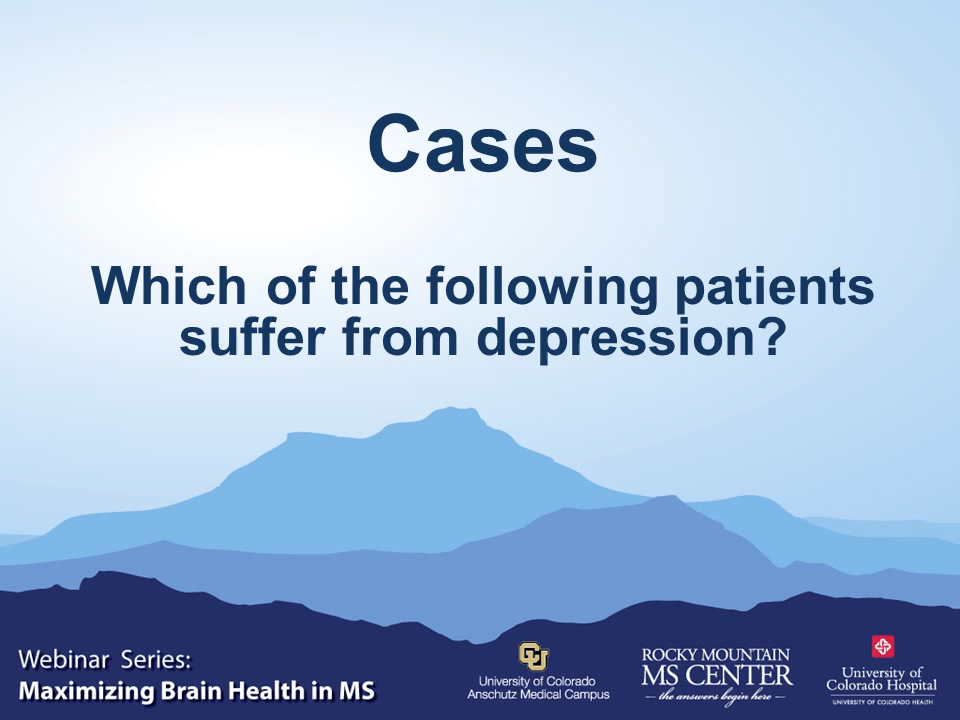 Cases
Which of the following patients
suffer from depression?
Webinar Series:
Maximizing Brain Health in MS
CU
University of Colorado
Anschutz Medical Campus
ROCKY MOUNTAIN
MS CENTER
the answers begin here
University of
Colorado Hospital
UNIVERSITY OF COLORADO HEALTH